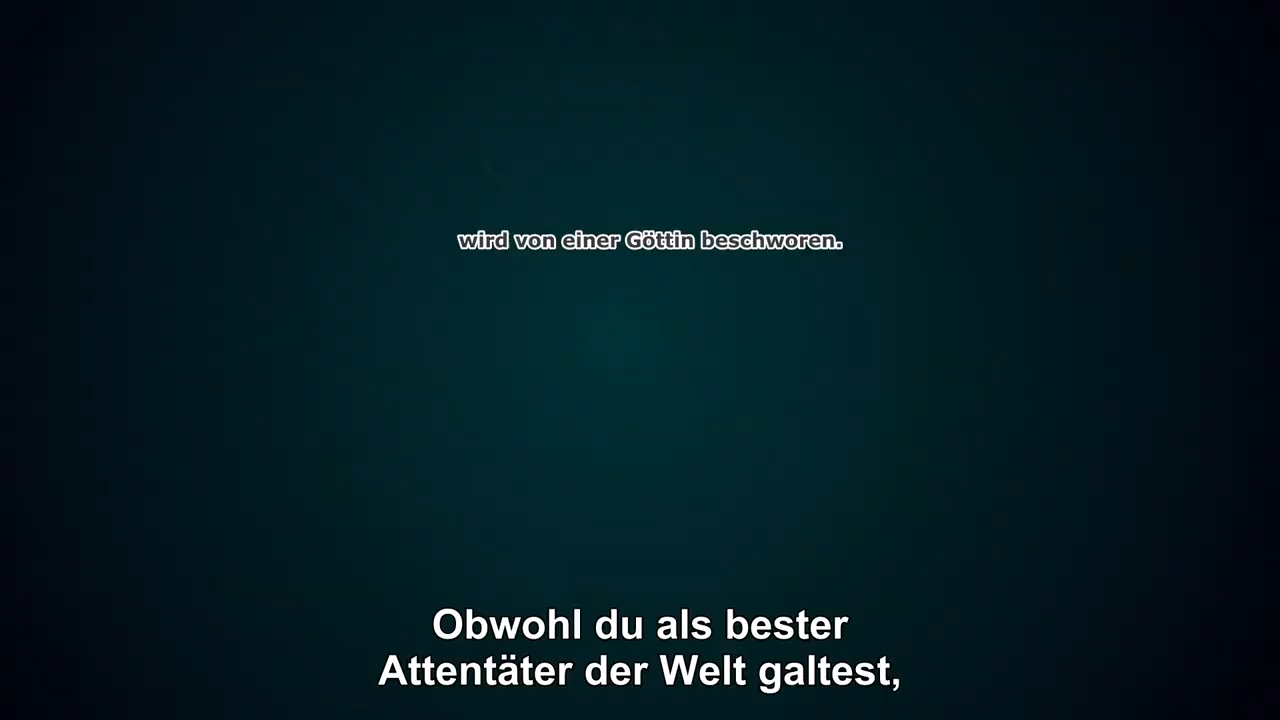 wird von einer Göttin beschworen.
Obwohl du als bester
Attentäter der Welt galtest,